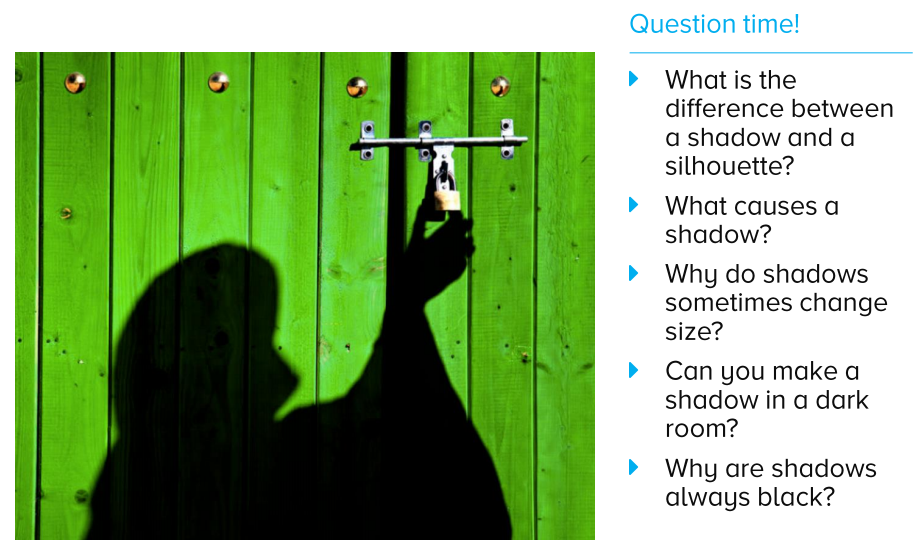 Question time!
What is the
difference between
a shadow and a
silhouette?
What causes a
shadow?
Why do shadows
sometimes change
size?
Can you make a
shadow in a dark
room?
Why are shadows
always black?